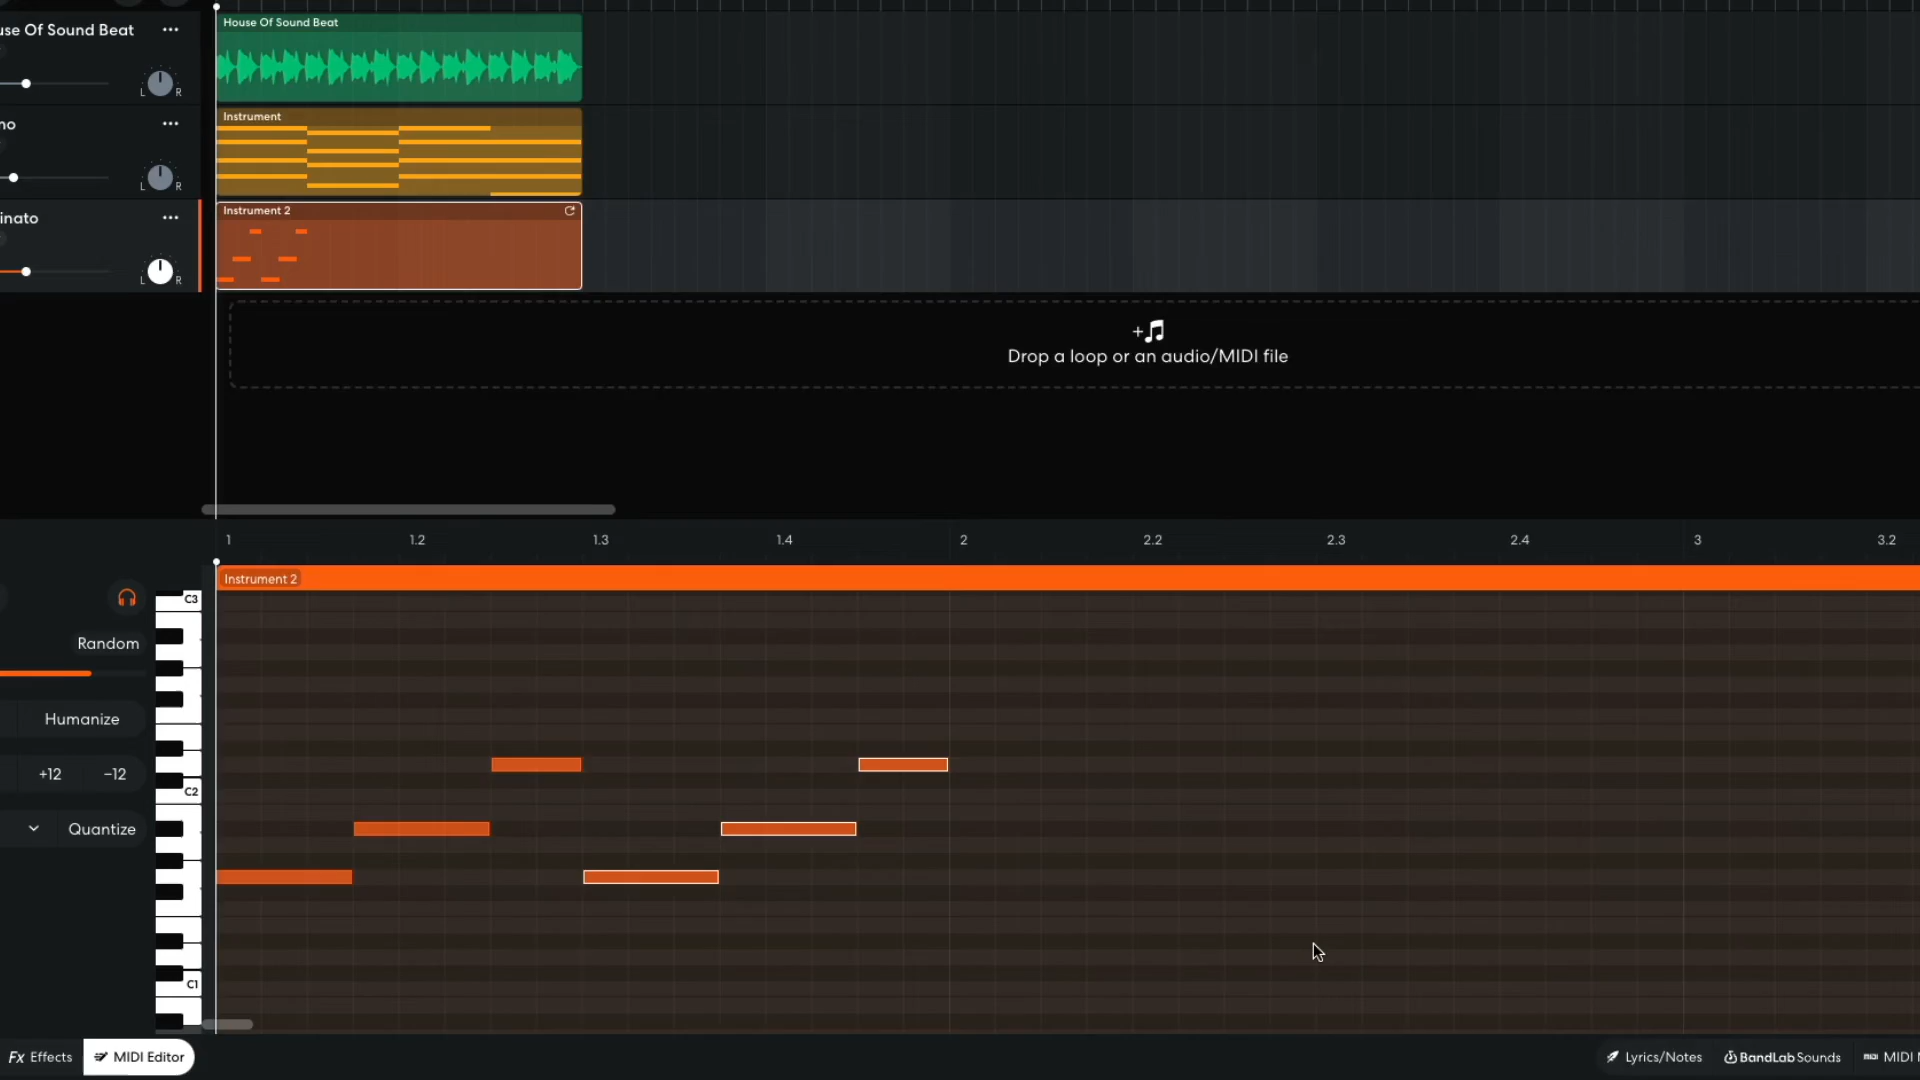 use Of Sound Beat
House Of Sound Beat
L R
no
Instrument
L R
inato
Instrument 2
L R
+
Drop a loop or an audio/MIDI file
1 1.2 1.3 1.4 2 2.2 2.3 2.4 3 3.2
Instrument 2
C3
Random
Humanize
+12 −12
C2
Quantize
C1
Fx Effects MIDI Editor Lyrics/Notes BandLab Sounds MIDI